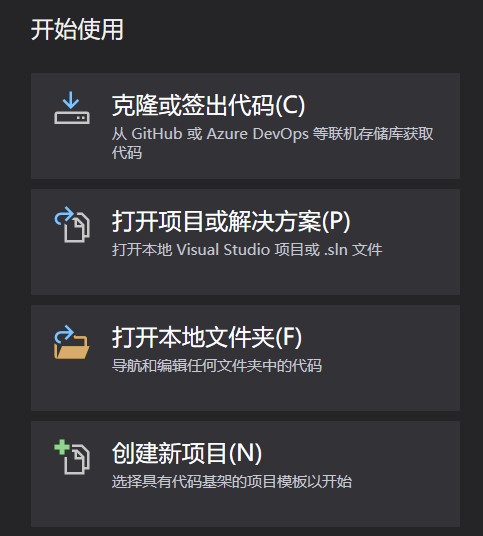 开始使用
克隆或签出代码(C)
从 GitHub 或 Azure DevOps 等联机存储库获取
代码
打开项目或解决方案(P)
打开本地 Visual Studio 项目或 .sln 文件
打开本地文件夹(F)
导航和编辑任何文件夹中的代码
创建新项目(N)
选择具有代码基架的项目模板以开始